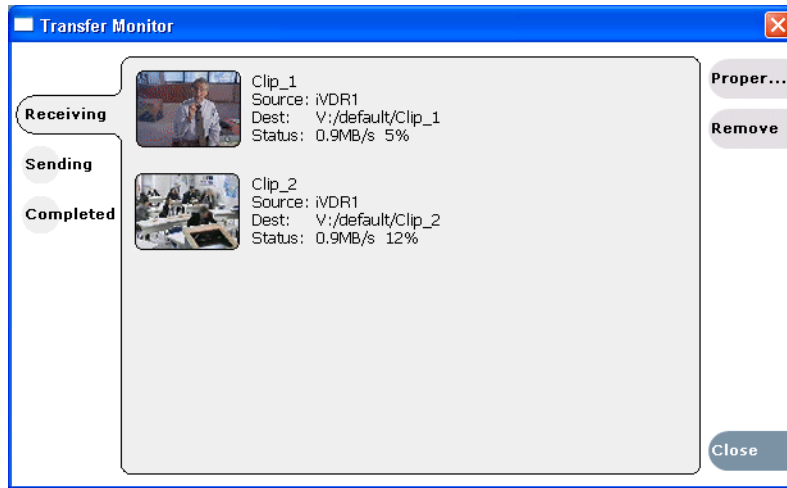 Transfer Monitor
Receiving
Sending
Completed
Clip_1
Source: iVDR1
Dest: V:/default/Clip_1
Status: 0.9MB/s 5%
Clip_2
Source: iVDR1
Dest: V:/default/Clip_2
Status: 0.9MB/s 12%
Proper...
Remove
Close